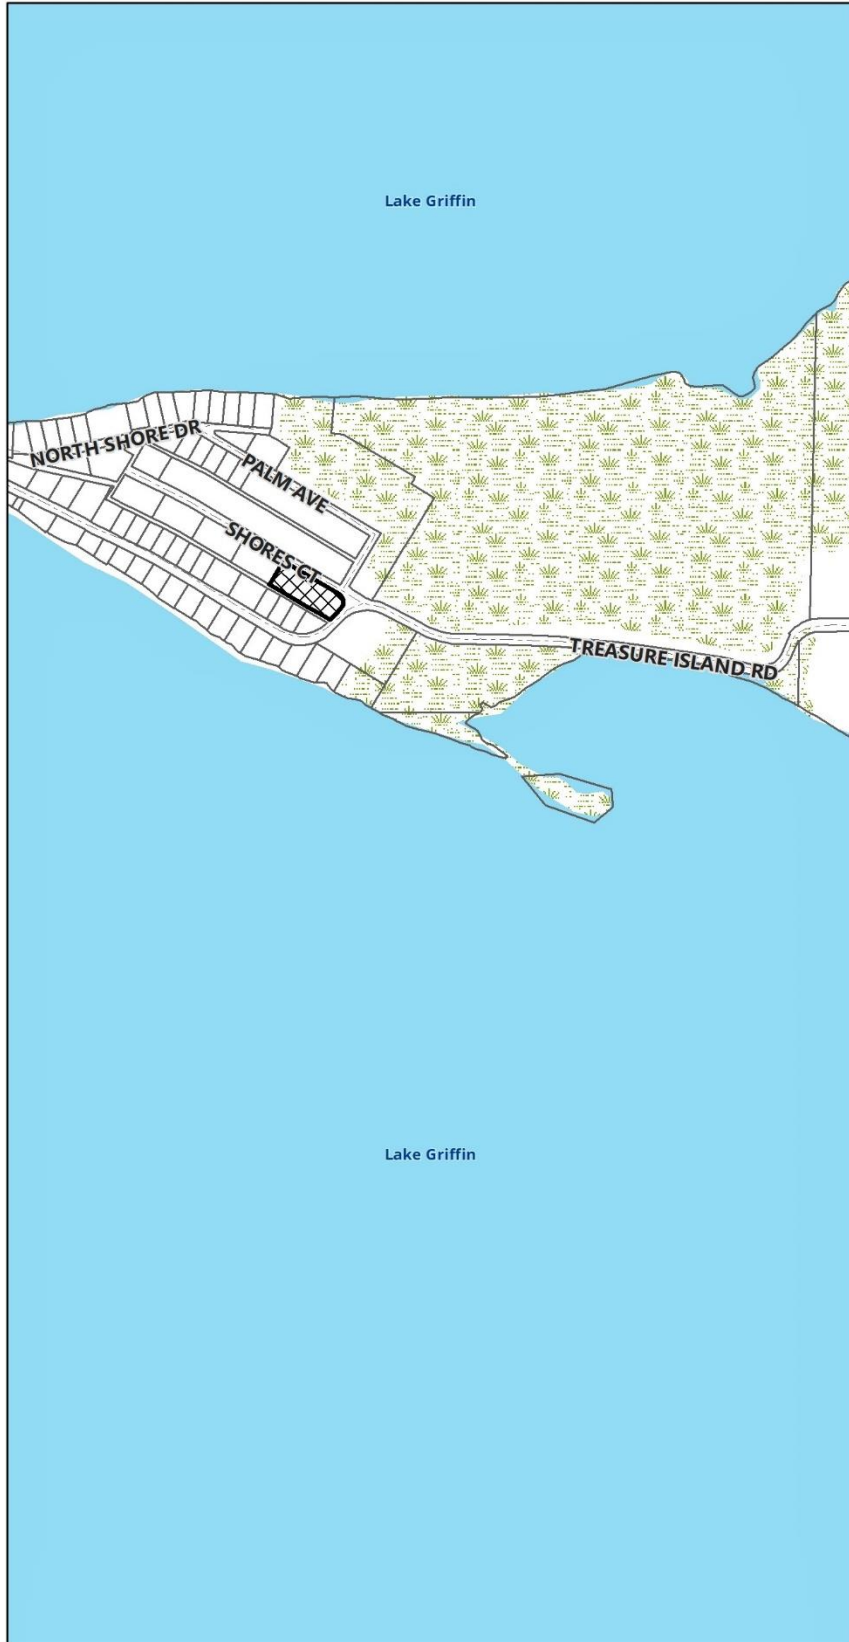 Lake Griffin
NORTH SHORE DR
PALM AVE
SHORES CT
TREASURE ISLAND RD
Lake Griffin